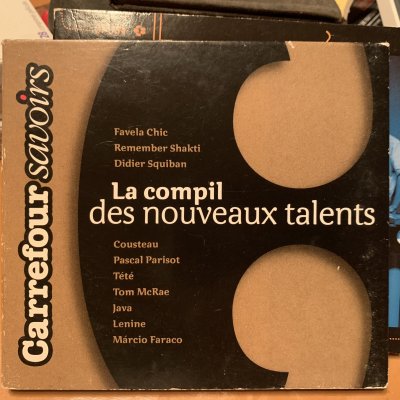 Carrefour savoirs
Favela Chic
Remember Shakti
Didier Squiban
La compil
des nouveaux talents
Cousteau
Pascal Parisot
Tété
Tom McRae
Java
Lenine
Márcio Faraco